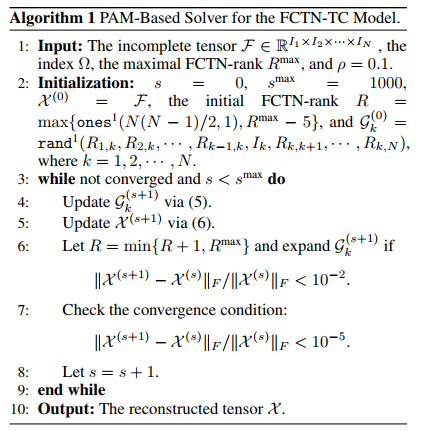 Algorithm 1 PAM-Based Solver for the FCTN-TC Model.
1: Input: The incomplete tensor 𝓕 ∈ ℝ^{I₁×I₂×⋯×I_N} , the
index Ω, the maximal FCTN-rank R^max, and ρ = 0.1.
2: Initialization: s = 0, s^max = 1000,
𝒳^(0) = 𝓕, the initial FCTN-rank R =
max{ones¹(N(N − 1)/2, 1), R^max − 5}, and 𝒢_k^(0) =
rand¹(R_{1,k}, R_{2,k}, ⋯ , R_{k−1,k}, I_k, R_{k,k+1}, ⋯ , R_{k,N}),
where k = 1, 2, ⋯ , N.
3: while not converged and s < s^max do
4: Update 𝒢_k^(s+1) via (5).
5: Update 𝒳^(s+1) via (6).
6: Let R = min{R + 1, R^max} and expand 𝒢_k^(s+1) if
‖𝒳^(s+1) − 𝒳^(s)‖_F/‖𝒳^(s)‖_F < 10^−2.
7: Check the convergence condition:
‖𝒳^(s+1) − 𝒳^(s)‖_F/‖𝒳^(s)‖_F < 10^−5.
8: Let s = s + 1.
9: end while
10: Output: The reconstructed tensor 𝒳.